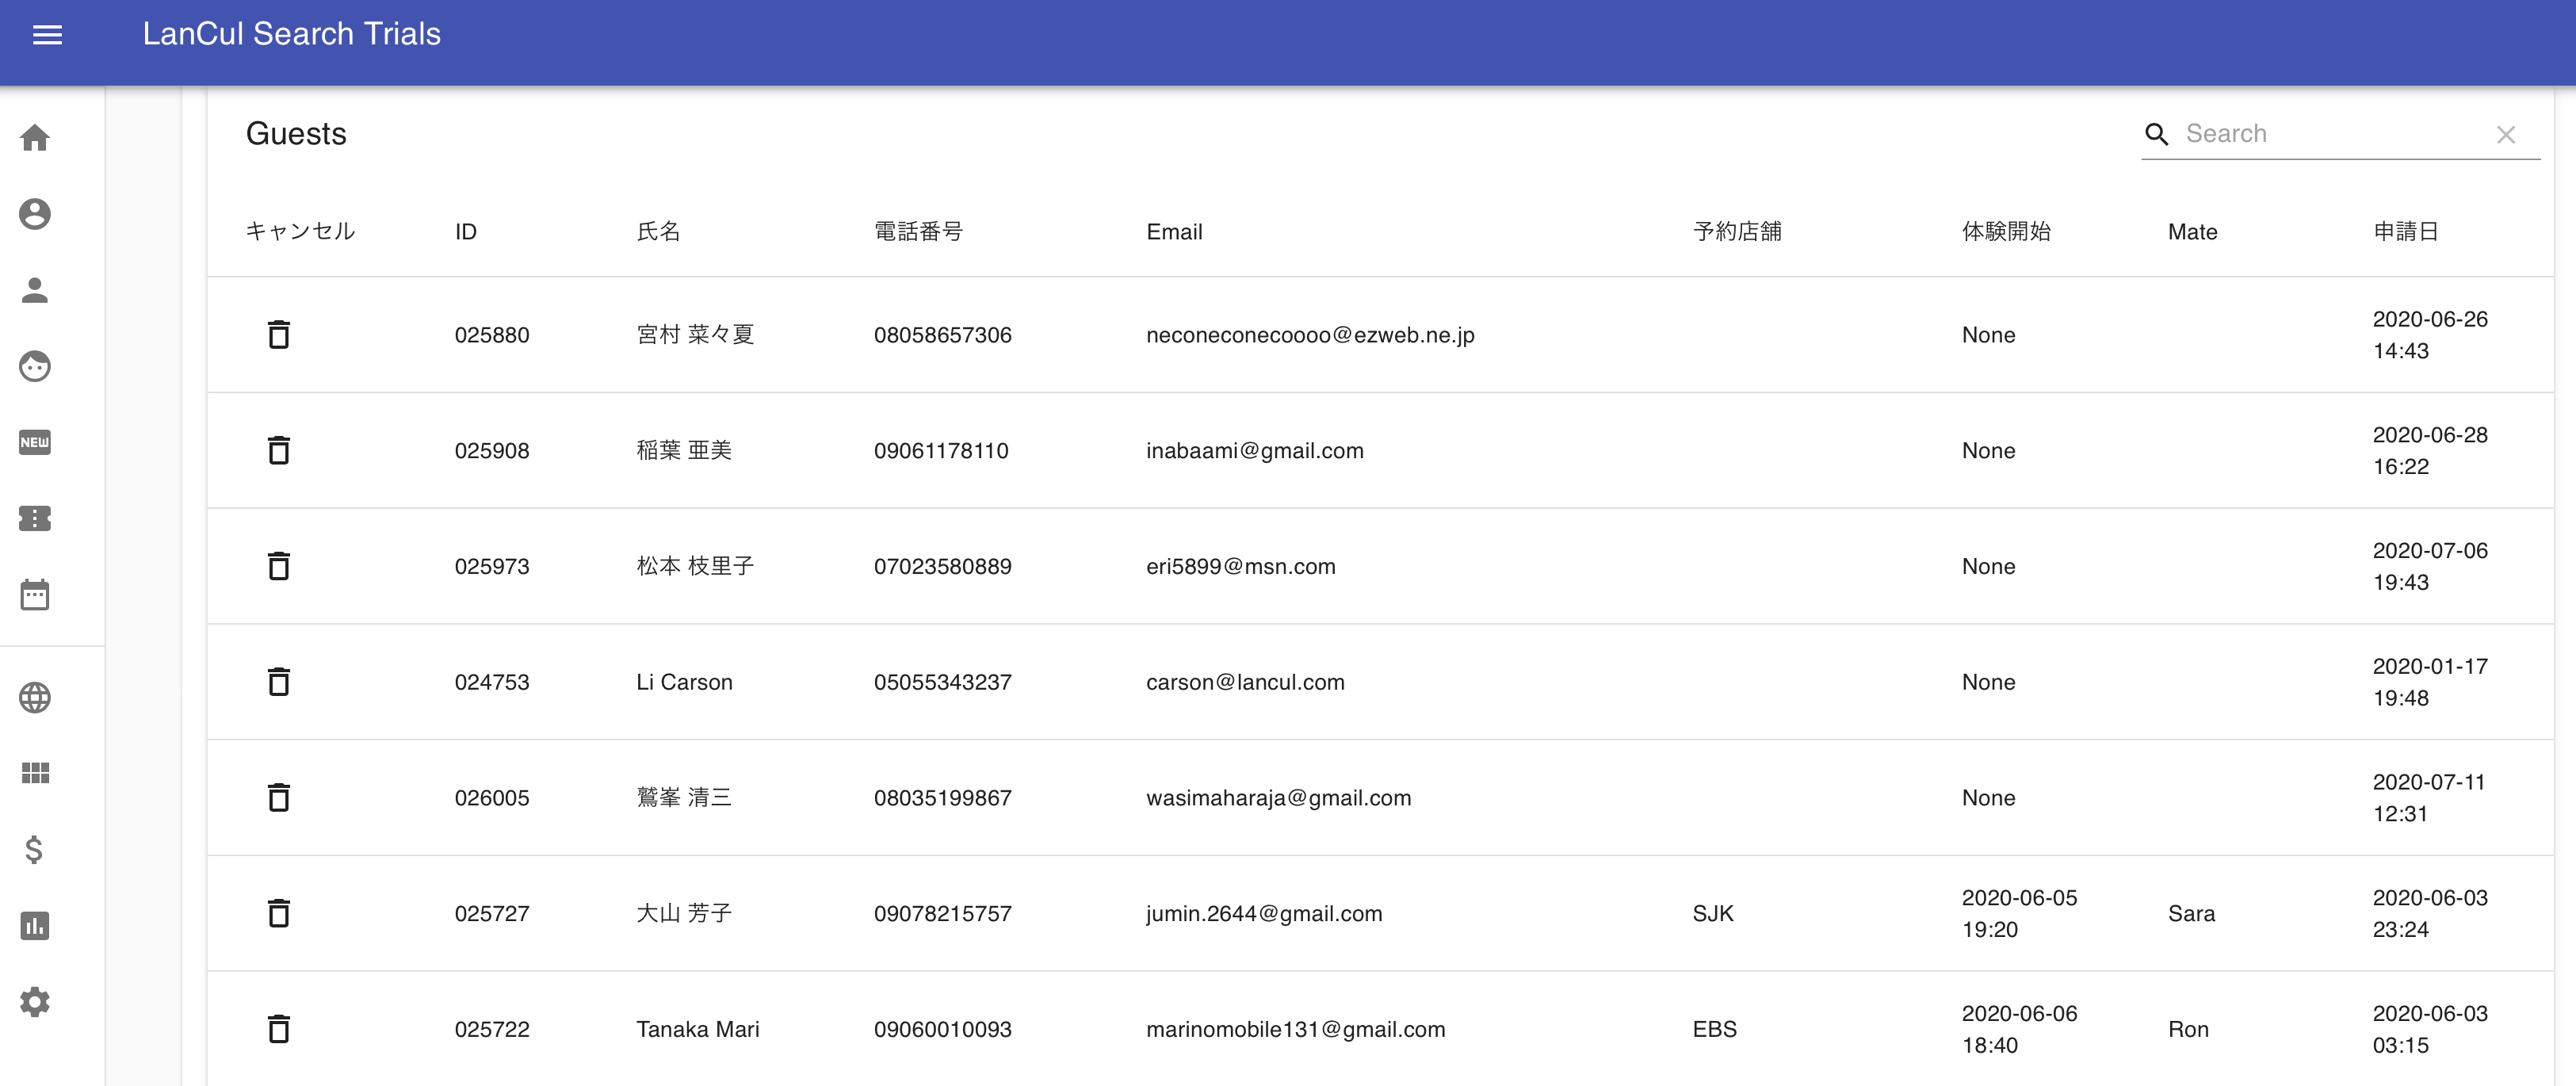 LanCul Search Trials
Guests
Search
キャンセル ID 氏名 電話番号 Email 予約店舗 体験開始 Mate 申請日
025880 宮村 菜々夏 08058657306 neconeconecoooo@ezweb.ne.jp None 2020-06-26 14:43
025908 稲葉 亜美 09061178110 inabaami@gmail.com None 2020-06-28 16:22
NEW
025973 松本 枝里子 07023580889 eri5899@msn.com None 2020-07-06 19:43
024753 Li Carson 05055343237 carson@lancul.com None 2020-01-17 19:48
026005 鷲峯 清三 08035199867 wasimaharaja@gmail.com None 2020-07-11 12:31
025727 大山 芳子 09078215757 jumin.2644@gmail.com SJK 2020-06-05 19:20 Sara 2020-06-03 23:24
025722 Tanaka Mari 09060010093 marinomobile131@gmail.com EBS 2020-06-06 18:40 Ron 2020-06-03 03:15